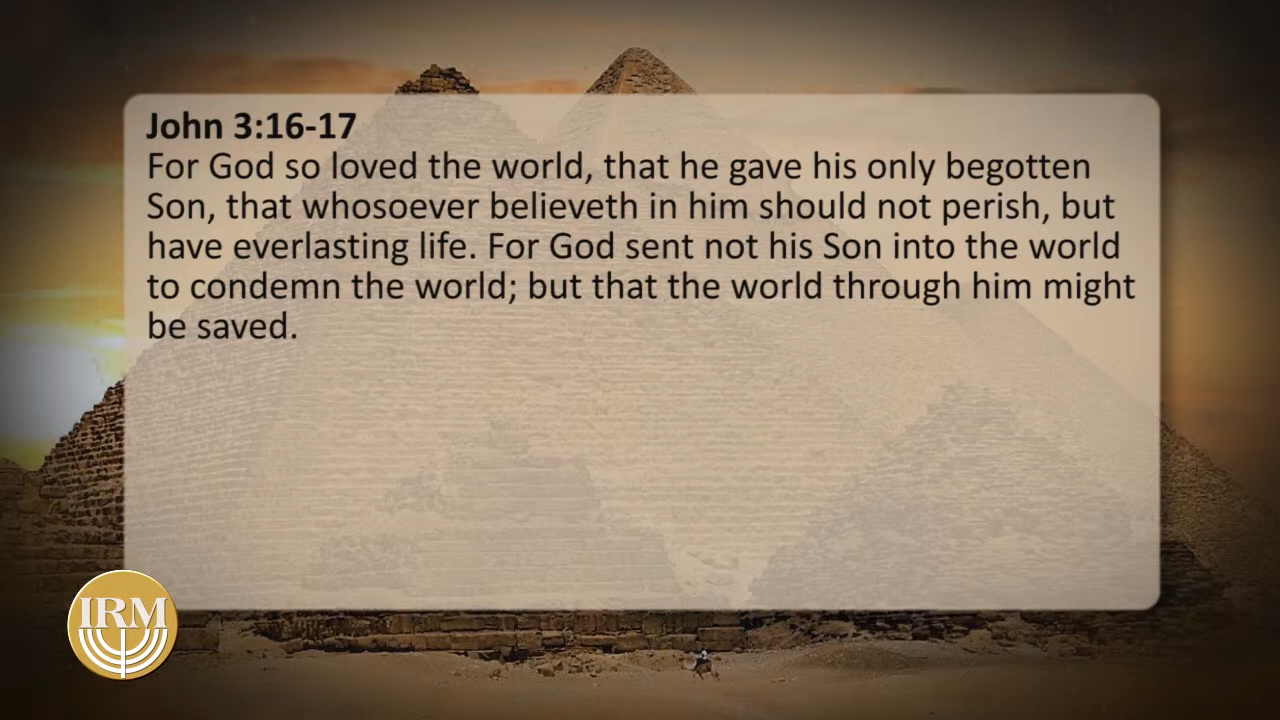 John 3:16-17
For God so loved the world, that he gave his only begotten
Son, that whosoever believeth in him should not perish, but
have everlasting life. For God sent not his Son into the world
to condemn the world; but that the world through him might
be saved.
IRM